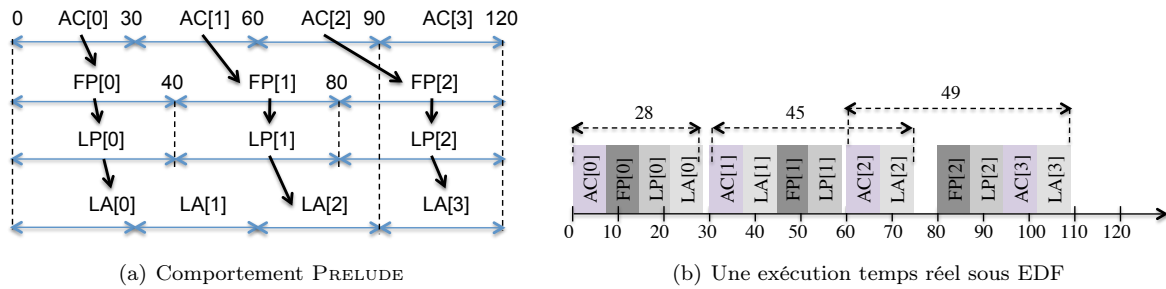 0 AC[0] 30 AC[1] 60 AC[2] 90 AC[3] 120
FP[0] 40 FP[1] 80 FP[2]
LP[0] LP[1] LP[2]
LA[0] LA[1] LA[2] LA[3]
(a) Comportement PRELUDE
49
28 45
AC[0] FP[0] LP[0] LA[0] AC[1] LA[1] FP[1] LP[1] AC[2] LA[2] FP[2] LP[2] AC[3] LA[3]
0 10 20 30 40 50 60 70 80 90 100 110 120
(b) Une exécution temps réel sous EDF